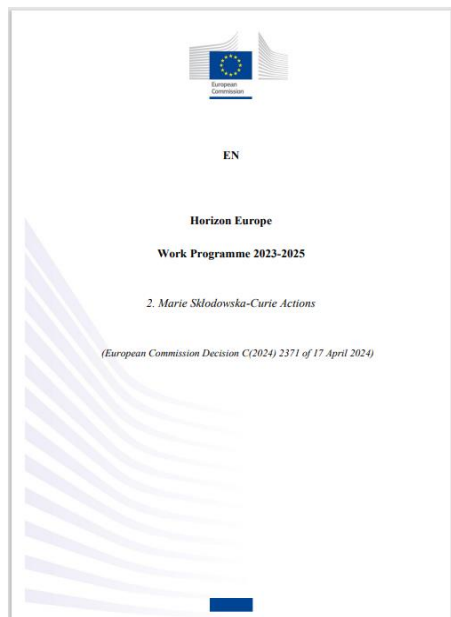 European
Commission
EN
Horizon Europe
Work Programme 2023-2025
2. Marie Skłodowska-Curie Actions
(European Commission Decision C(2024) 2371 of 17 April 2024)